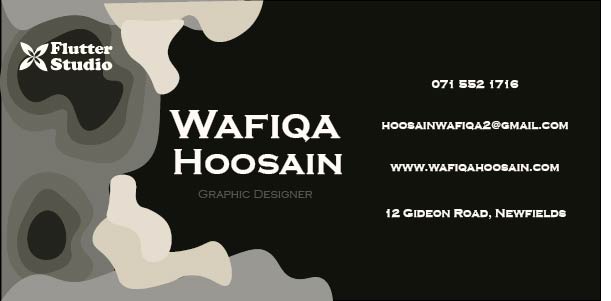 Flutter
Studio
Wafiqa
Hoosain
Graphic Designer
071 552 1716
hoosainwafiqa2@gmail.com
www.wafiqahoosain.com
12 Gideon Road, Newfields